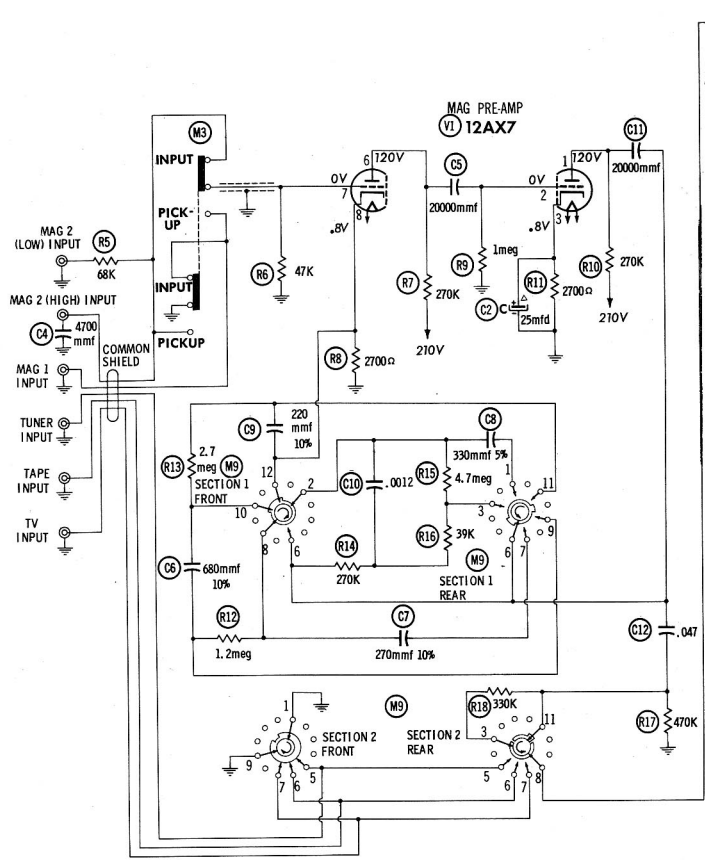 MAG PRE-AMP
V1 12AX7
M3
INPUT
PICK-
UP
INPUT
PICKUP
MAG 2
(LOW) INPUT
R5
68K
MAG 2 (HIGH) INPUT
C4
4700
mmf
COMMON
SHIELD
MAG 1
INPUT
TUNER
INPUT
TAPE
INPUT
TV
INPUT
6
120V
0V
7
8
.8V
R6
47K
R8
2700Ω
C5
20000mmf
R7
270K
210V
R9
1meg
1
120V
0V
2
3
.8V
C2
25mfd
R11
2700Ω
C11
20000mmf
R10
270K
210V
C9
220
mmf
10%
R13
2.7
meg
M9
SECTION 1
FRONT
12
2
10
8
6
C10
.0012
R15
4.7meg
C8
330mmf 5%
R16
39K
R14
270K
1
11
3
9
6
7
M9
SECTION 1
REAR
C6
680mmf
10%
R12
1.2meg
C7
270mmf 10%
C12
.047
R17
470K
M9
1
SECTION 2
FRONT
9
7
6
5
SECTION 2
REAR
R18
330K
3
11
5
6
7
8